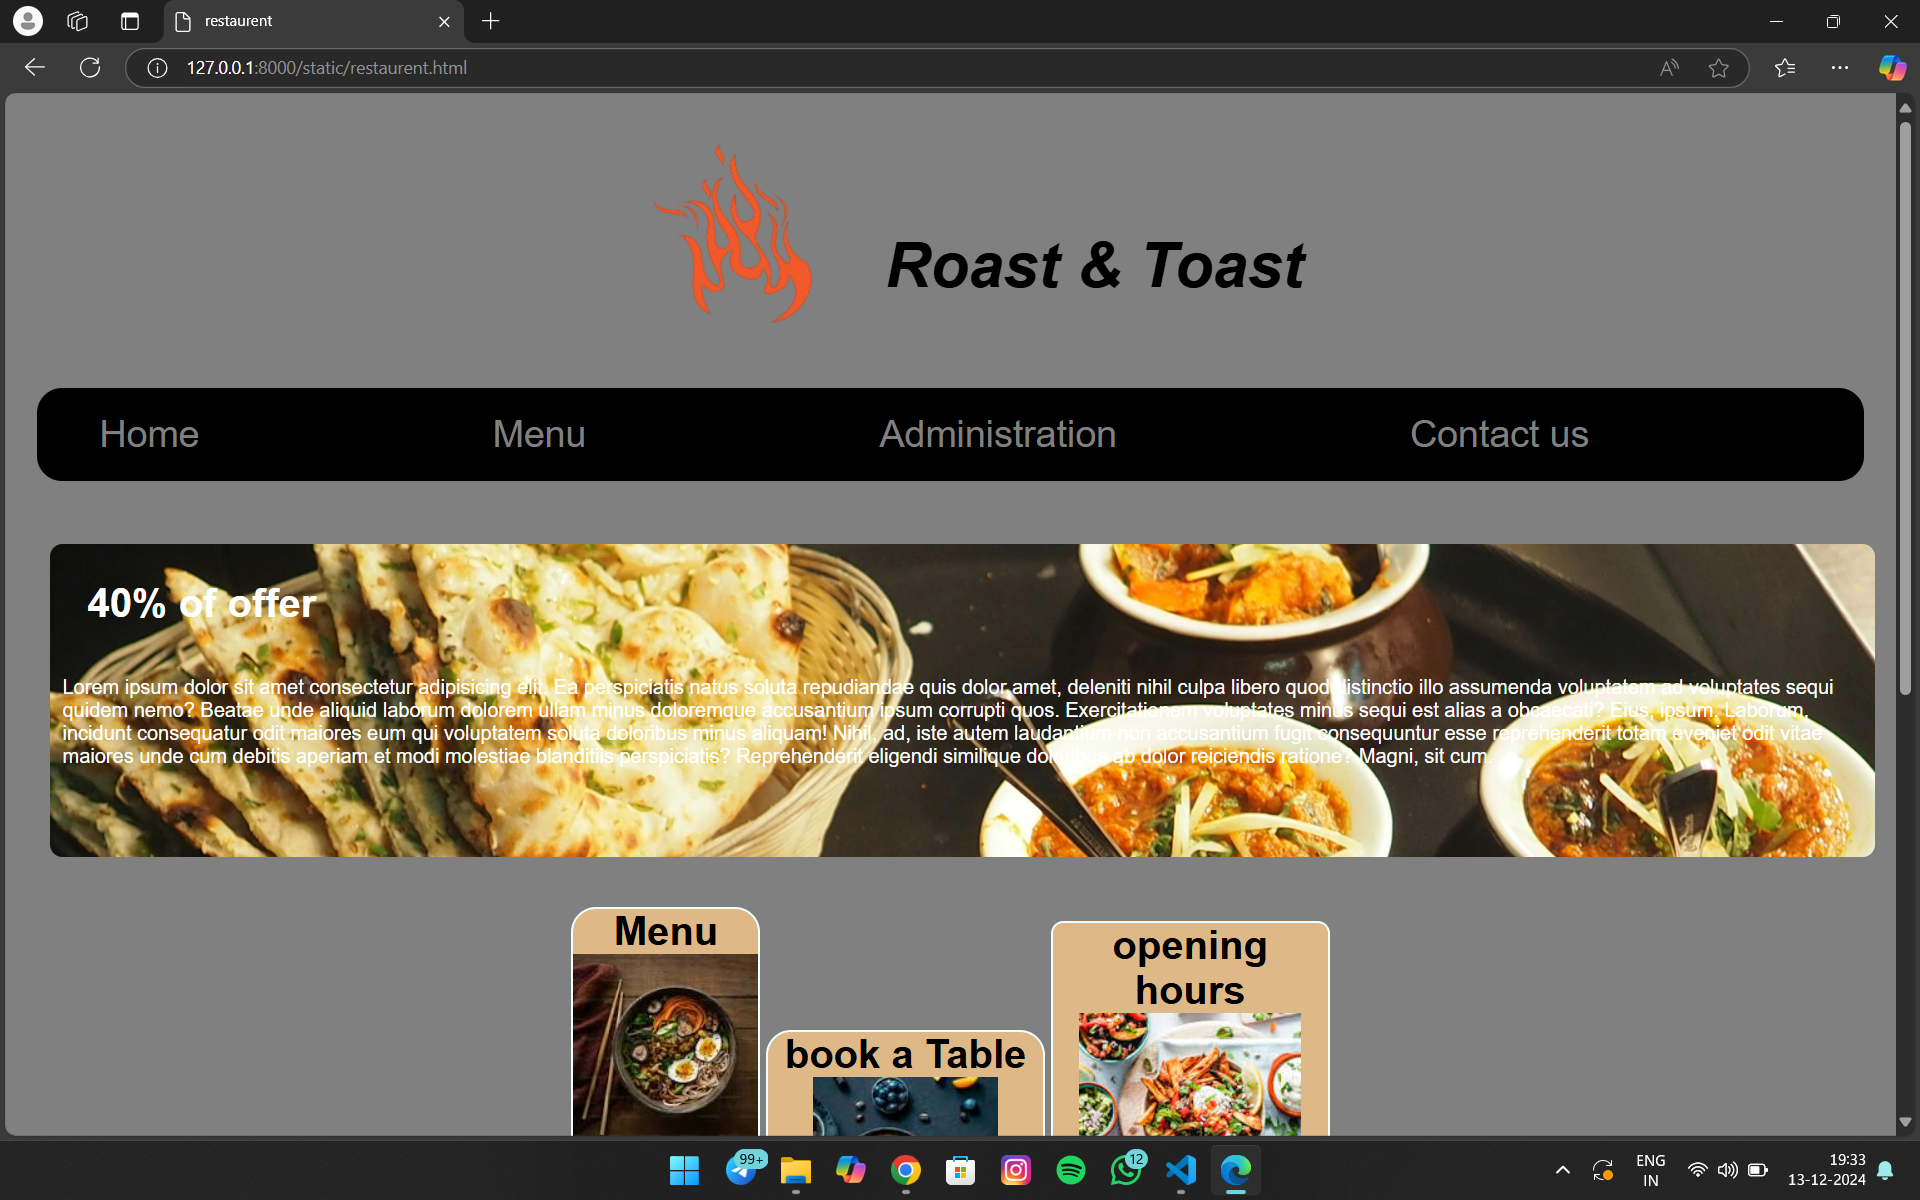 restaurent
127.0.0.1:8000/static/restaurent.html
Roast & Toast
Home Menu Administration Contact us
40% of offer
Lorem ipsum dolor sit amet consectetur adipisicing elit. Ea perspiciatis natus soluta repudiandae quis dolor amet, deleniti nihil culpa libero quod distinctio illo assumenda voluptatem ad voluptates sequi
quidem nemo? Beatae unde aliquid laborum dolorem ullam minus doloremque accusantium ipsum corrupti quos. Exercitationem voluptates minus sequi est alias a obcaecati? Eius, ipsum. Laborum,
incidunt consequatur odit maiores eum qui voluptatem soluta doloribus minus aliquam! Nihil, ad, iste autem laudantium non accusantium fugit consequuntur esse reprehenderit totam eveniet odit vitae
maiores unde cum debitis aperiam et modi molestiae blanditiis perspiciatis? Reprehenderit eligendi similique doloribus ab dolor reiciendis ratione? Magni, sit cum.
Menu
opening
hours
book a Table
99+
12
ENG
IN
19:33
13-12-2024